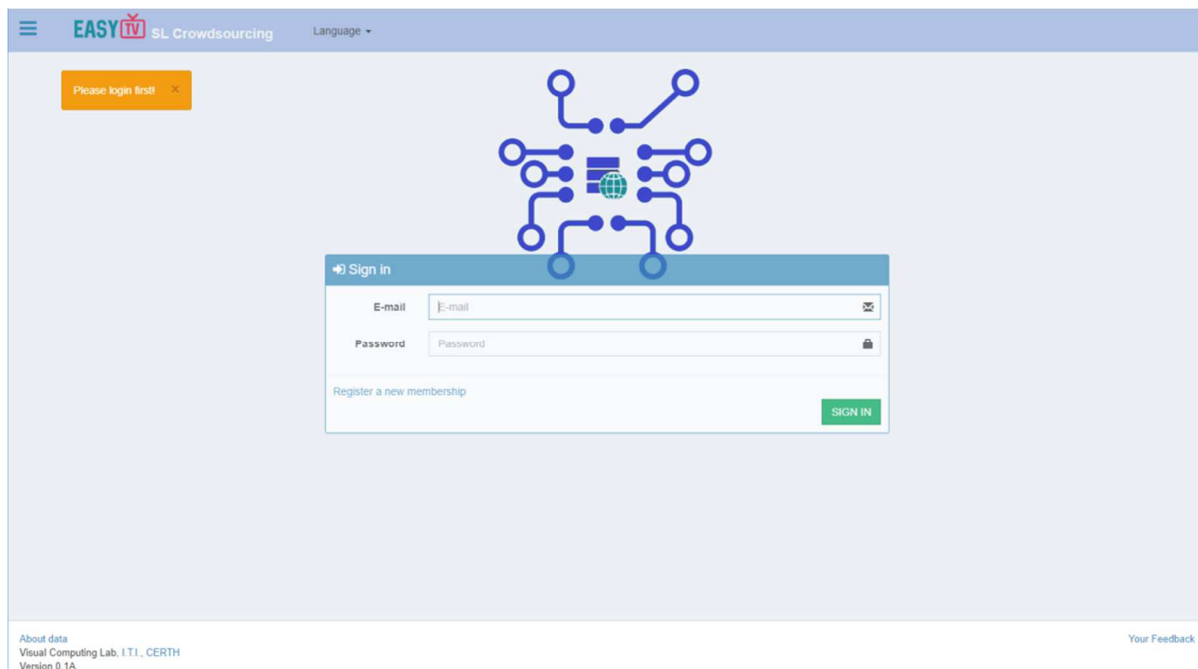 EASY TV SL Crowdsourcing Language
Please login first! ×
Sign in
E-mail E-mail
Password Password
Register a new membership
SIGN IN
About data Your Feedback
Visual Computing Lab, I.T.I., CERTH
Version 0.1A